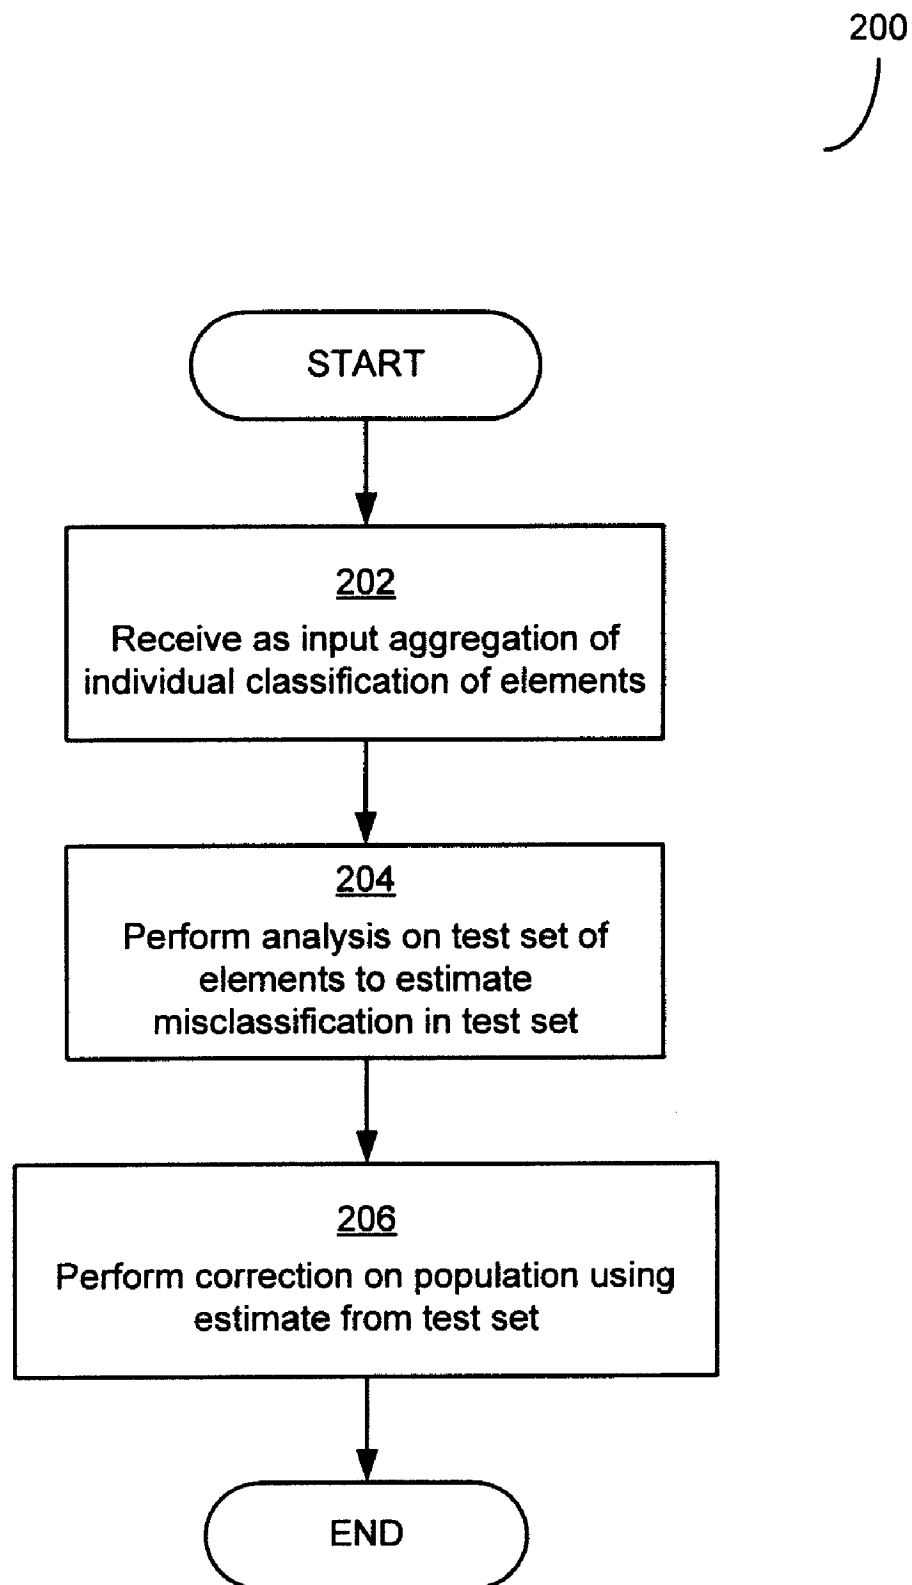 200
START
202
Receive as input aggregation of
individual classification of elements
204
Perform analysis on test set of
elements to estimate
misclassification in test set
206
Perform correction on population using
estimate from test set
END